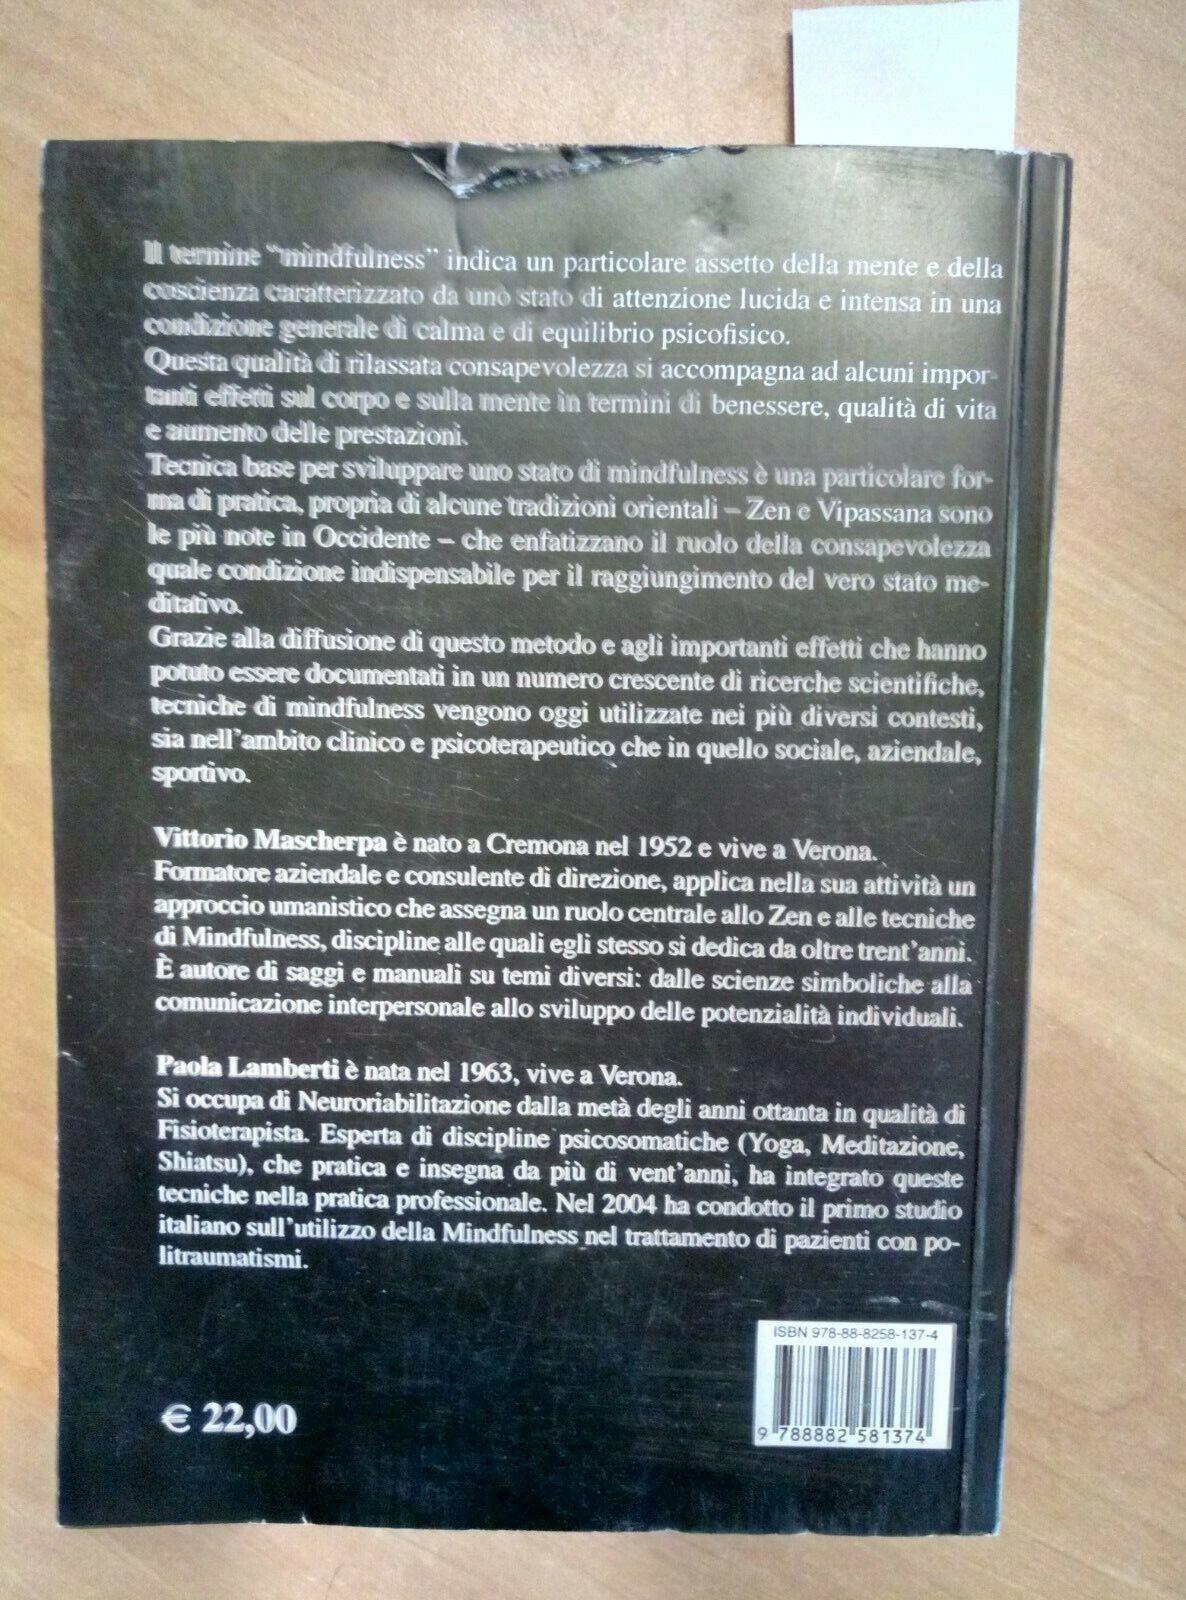 Il termine “mindfulness” indica un particolare assetto della mente e della
coscienza caratterizzato da uno stato di attenzione lucida e intensa in una
condizione generale di calma e di equilibrio psicofisico.
Questa qualità di rilassata consapevolezza si accompagna ad alcuni impor-
tanti effetti sul corpo e sulla mente in termini di benessere, qualità di vita
e aumento delle prestazioni.
Tecnica base per sviluppare uno stato di mindfulness è una particolare for-
ma di pratica, propria di alcune tradizioni orientali – Zen e Vipassana sono
le più note in Occidente – che enfatizzano il ruolo della consapevolezza
quale condizione indispensabile per il raggiungimento del vero stato me-
ditativo.
Grazie alla diffusione di questo metodo e agli importanti effetti che hanno
potuto essere documentati in un numero crescente di ricerche scientifiche,
tecniche di mindfulness vengono oggi utilizzate nei più diversi contesti,
sia nell’ambito clinico e psicoterapeutico che in quello sociale, aziendale,
sportivo.
Vittorio Mascherpa è nato a Cremona nel 1952 e vive a Verona.
Formatore aziendale e consulente di direzione, applica nella sua attività un
approccio umanistico che assegna un ruolo centrale allo Zen e alle tecniche
di Mindfulness, discipline alle quali egli stesso si dedica da oltre trent’anni.
È autore di saggi e manuali su temi diversi: dalle scienze simboliche alla
comunicazione interpersonale allo sviluppo delle potenzialità individuali.
Paola Lamberti è nata nel 1963, vive a Verona.
Si occupa di Neuroriabilitazione dalla metà degli anni ottanta in qualità di
Fisioterapista. Esperta di discipline psicosomatiche (Yoga, Meditazione,
Shiatsu), che pratica e insegna da più di vent’anni, ha integrato queste
tecniche nella pratica professionale. Nel 2004 ha condotto il primo studio
italiano sull’utilizzo della Mindfulness nel trattamento di pazienti con po-
litraumatismi.
ISBN 978-88-8258-137-4
9 788882 581374
€ 22,00